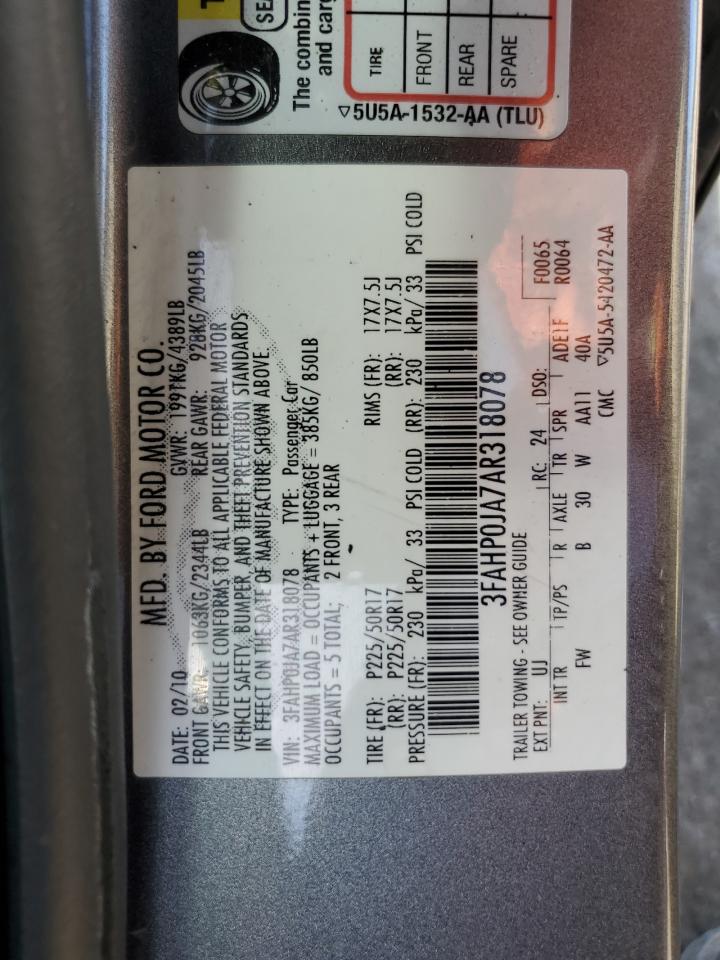 SE
The combin
and carg
TIRE
FRONT
REAR
SPARE
▽5U5A-1532-AA (TLU)
MFD. BY FORD MOTOR CO.
DATE: 02/10 GVWR: 1991KG/4389LB
FRONT GAWR: 1063KG/2344LB REAR GAWR: 928KG/2045LB
THIS VEHICLE CONFORMS TO ALL APPLICABLE FEDERAL MOTOR
VEHICLE SAFETY, BUMPER, AND THEFT PREVENTION STANDARDS
IN EFFECT ON THE DATE OF MANUFACTURE SHOWN ABOVE.
VIN: 3FAHP0JA7AR318078 TYPE: Passenger Car
MAXIMUM LOAD = OCCUPANTS + LUGGAGE = 385KG/ 850LB
OCCUPANTS = 5 TOTAL; 2 FRONT, 3 REAR
TIRE (FR): P225/50R17 RIMS (FR): 17X7.5J
(RR): P225/50R17 (RR): 17X7.5J
PRESSURE (FR): 230 kPa/ 33 PSI COLD (RR): 230 kPa/ 33 PSI COLD
3FAHP0JA7AR318078
TRAILER TOWING - SEE OWNER GUIDE
EXT PNT: UJ RC: 24 DSO: F0065
R0064
INT TR TP/PS R AXLE TR SPR ADE1F
FW B 30 W AA11 40A
CMC ▽5U5A-5420472-AA